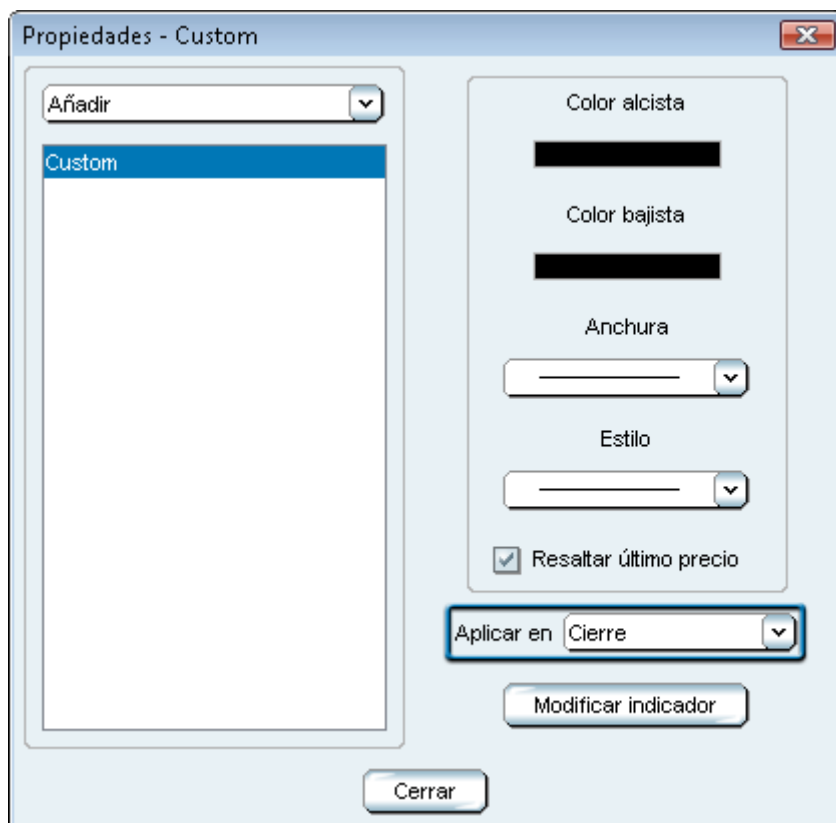 Propiedades - Custom
Añadir
Custom
Color alcista
Color bajista
Anchura
Estilo
Resaltar último precio
Aplicar en Cierre
Modificar indicador
Cerrar